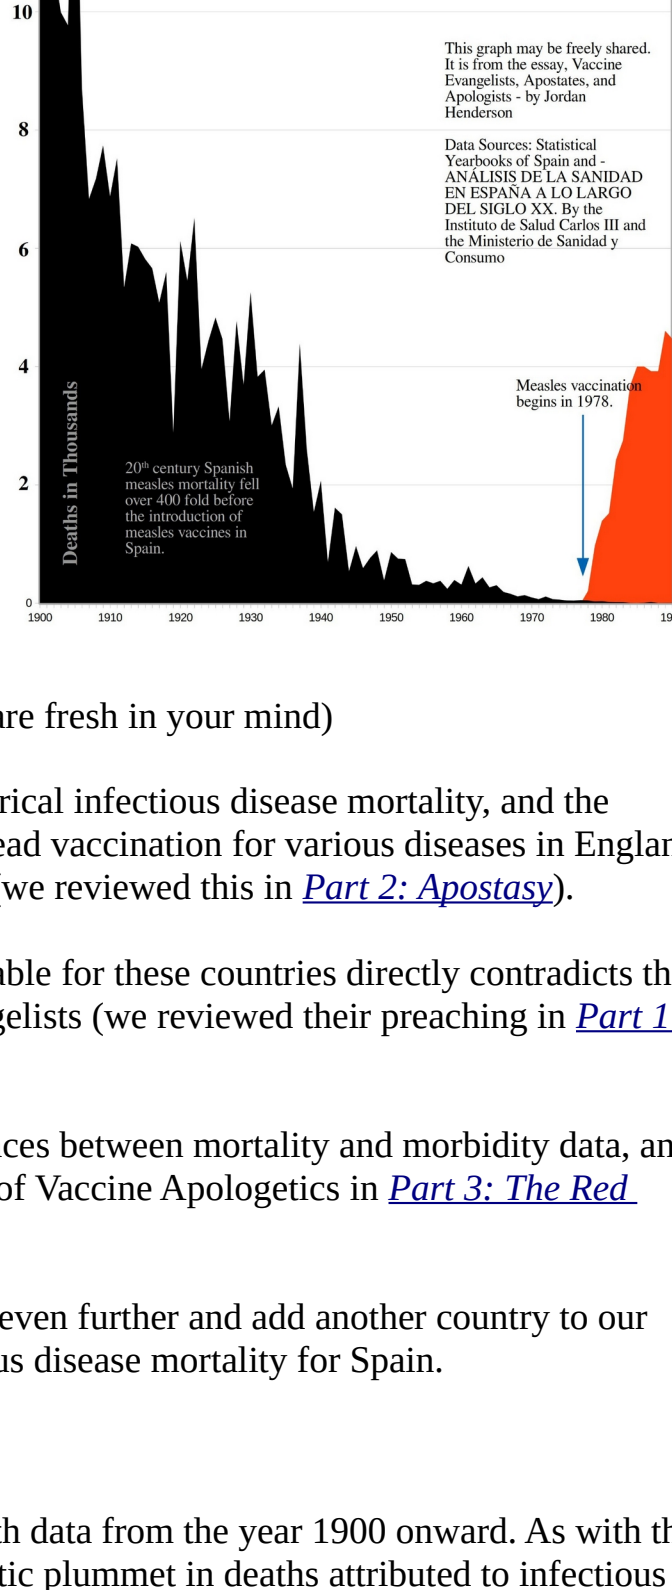 10
This graph may be freely shared.
It is from the essay, Vaccine
Evangelists, Apostates, and
Apologists - by Jordan
Henderson
8
Data Sources: Statistical
Yearbooks of Spain and -
ANÁLISIS DE LA SANIDAD
EN ESPAÑA A LO LARGO
DEL SIGLO XX. By the
Instituto de Salud Carlos III and
the Ministerio de Sanidad y
Consumo
6
4
Measles vaccination
begins in 1978.
Deaths in Thousands
20th century Spanish
measles mortality fell
over 400 fold before
the introduction of
measles vaccines in
Spain.
2
0
1900 1910 1920 1930 1940 1950 1960 1970 1980 19
are fresh in your mind)
rical infectious disease mortality, and the
ead vaccination for various diseases in Englan
(we reviewed this in Part 2: Apostasy).
able for these countries directly contradicts th
gelists (we reviewed their preaching in Part 1
ces between mortality and morbidity data, an
of Vaccine Apologetics in Part 3: The Red
even further and add another country to our
us disease mortality for Spain.
th data from the year 1900 onward. As with th
tic plummet in deaths attributed to infectious